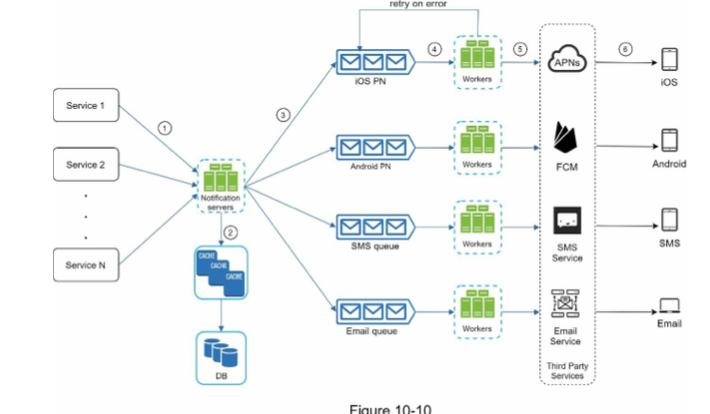 retry on error
Service 1
Service 2
Service N
1
2
3
4
5
6
Notification
servers
CACHE
CACHE
CACHE
DB
iOS PN
Android PN
SMS queue
Email queue
Workers
Workers
Workers
Workers
APNs
FCM
SMS
Service
Email
Service
Third Party
Services
iOS
Android
SMS
Email
Figure 10-10